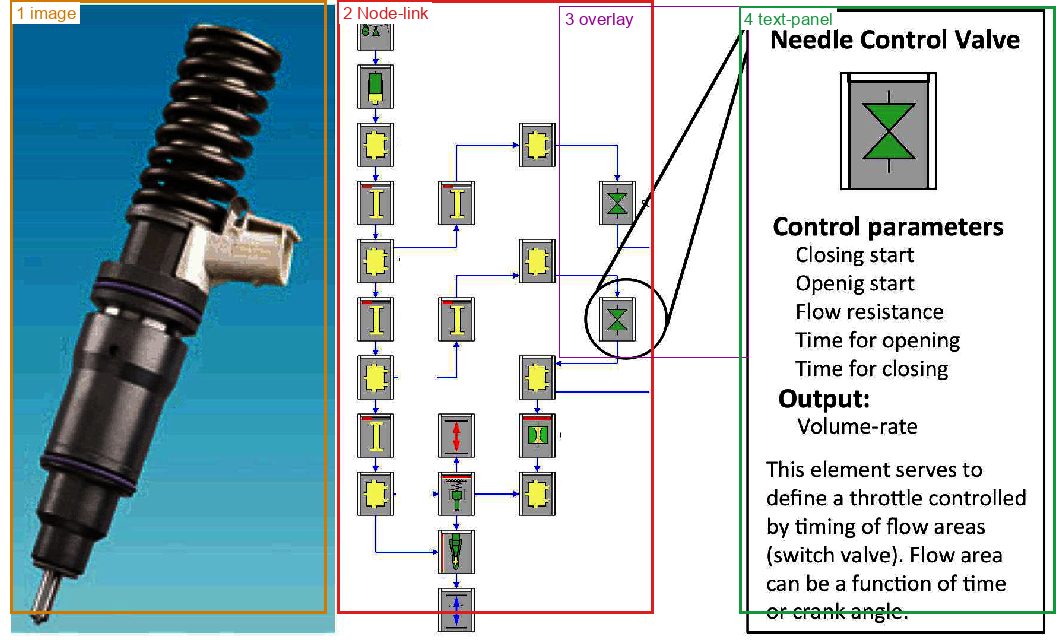 1 image
2 Node-link
3 overlay
4 text-panel
Needle Control Valve
Control parameters
Closing start
Openig start
Flow resistance
Time for opening
Time for closing
Output:
Volume-rate
This element serves to
define a throttle controlled
by timing of flow areas
(switch valve). Flow area
can be a function of time
or crank angle.